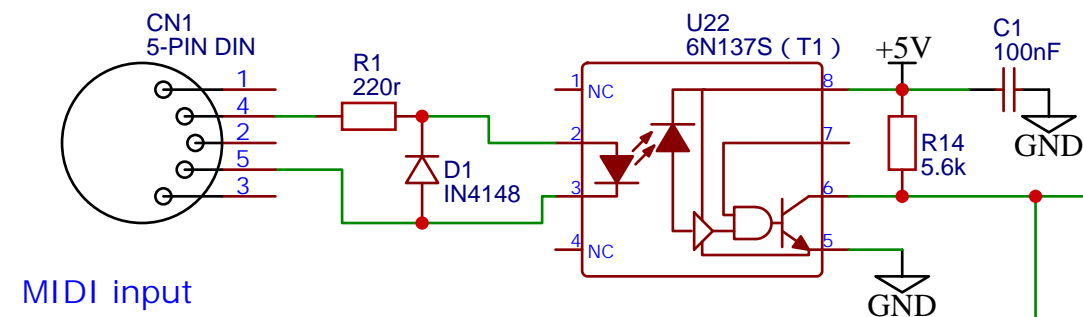 CN1
5-PIN DIN
1
4
2
5
3
R1
220r
D1
IN4148
U22
6N137S ( T1 )
1
NC
2
3
4
NC
8
7
6
5
+5V
C1
100nF
GND
R14
5.6k
GND
MIDI input